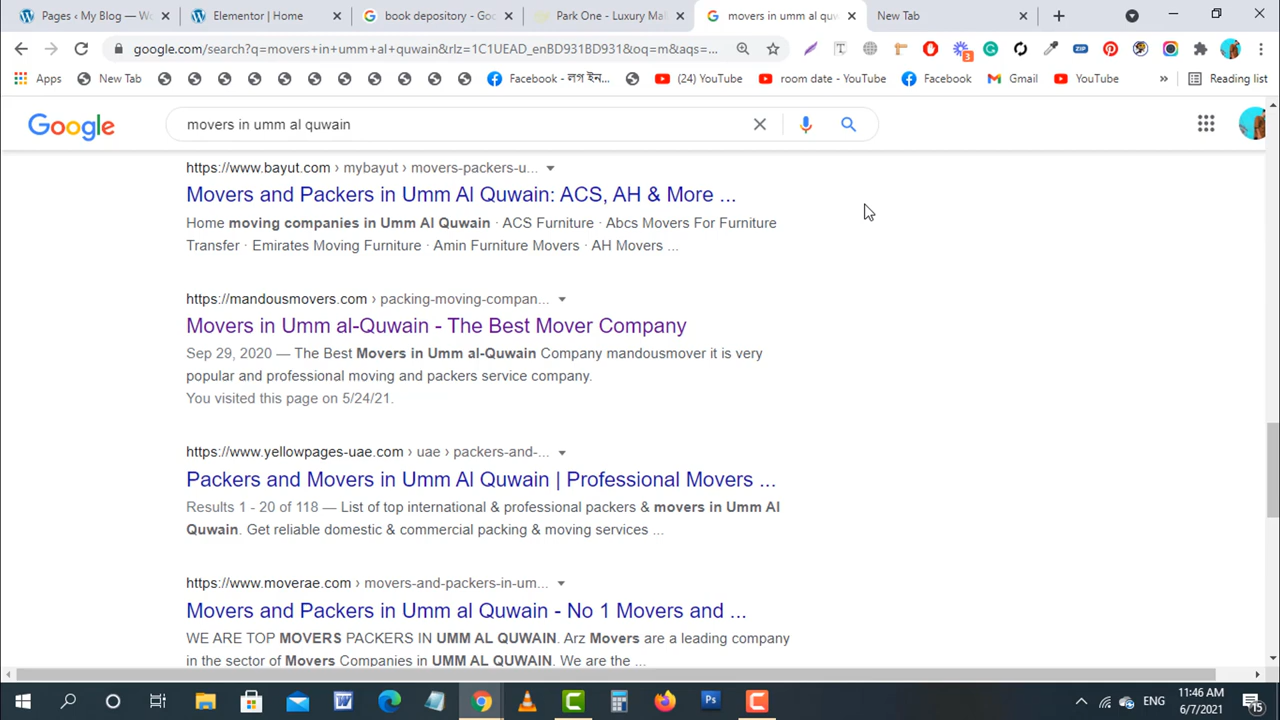 Pages ‹ My Blog — Wo
Elementor | Home
book depository - Goo
Park One - Luxury Mal
movers in umm al quw
New Tab
google.com/search?q=movers+in+umm+al+quwain&rlz=1C1UEAD_enBD931BD931&oq=m&aqs=...
3
ZIP
Apps
New Tab
Facebook - লগ ইন...
(24) YouTube
room date - YouTube
Facebook
Gmail
YouTube
»
Reading list
Google
movers in umm al quwain
https://www.bayut.com › mybayut › movers-packers-u...
Movers and Packers in Umm Al Quwain: ACS, AH & More ...
Home moving companies in Umm Al Quwain · ACS Furniture · Abcs Movers For Furniture
Transfer · Emirates Moving Furniture · Amin Furniture Movers · AH Movers ...
https://mandousmovers.com › packing-moving-compan...
Movers in Umm al-Quwain - The Best Mover Company
Sep 29, 2020 — The Best Movers in Umm al-Quwain Company mandousmover it is very
popular and professional moving and packers service company.
You visited this page on 5/24/21.
https://www.yellowpages-uae.com › uae › packers-and-...
Packers and Movers in Umm Al Quwain | Professional Movers ...
Results 1 - 20 of 118 — List of top international & professional packers & movers in Umm Al
Quwain. Get reliable domestic & commercial packing & moving services ...
https://www.moverae.com › movers-and-packers-in-um...
Movers and Packers in Umm al Quwain - No 1 Movers and ...
WE ARE TOP MOVERS PACKERS IN UMM AL QUWAIN. Arz Movers are a leading company
in the sector of Movers Companies in UMM AL QUWAIN. We are the ...
ENG
11:46 AM
6/7/2021
15